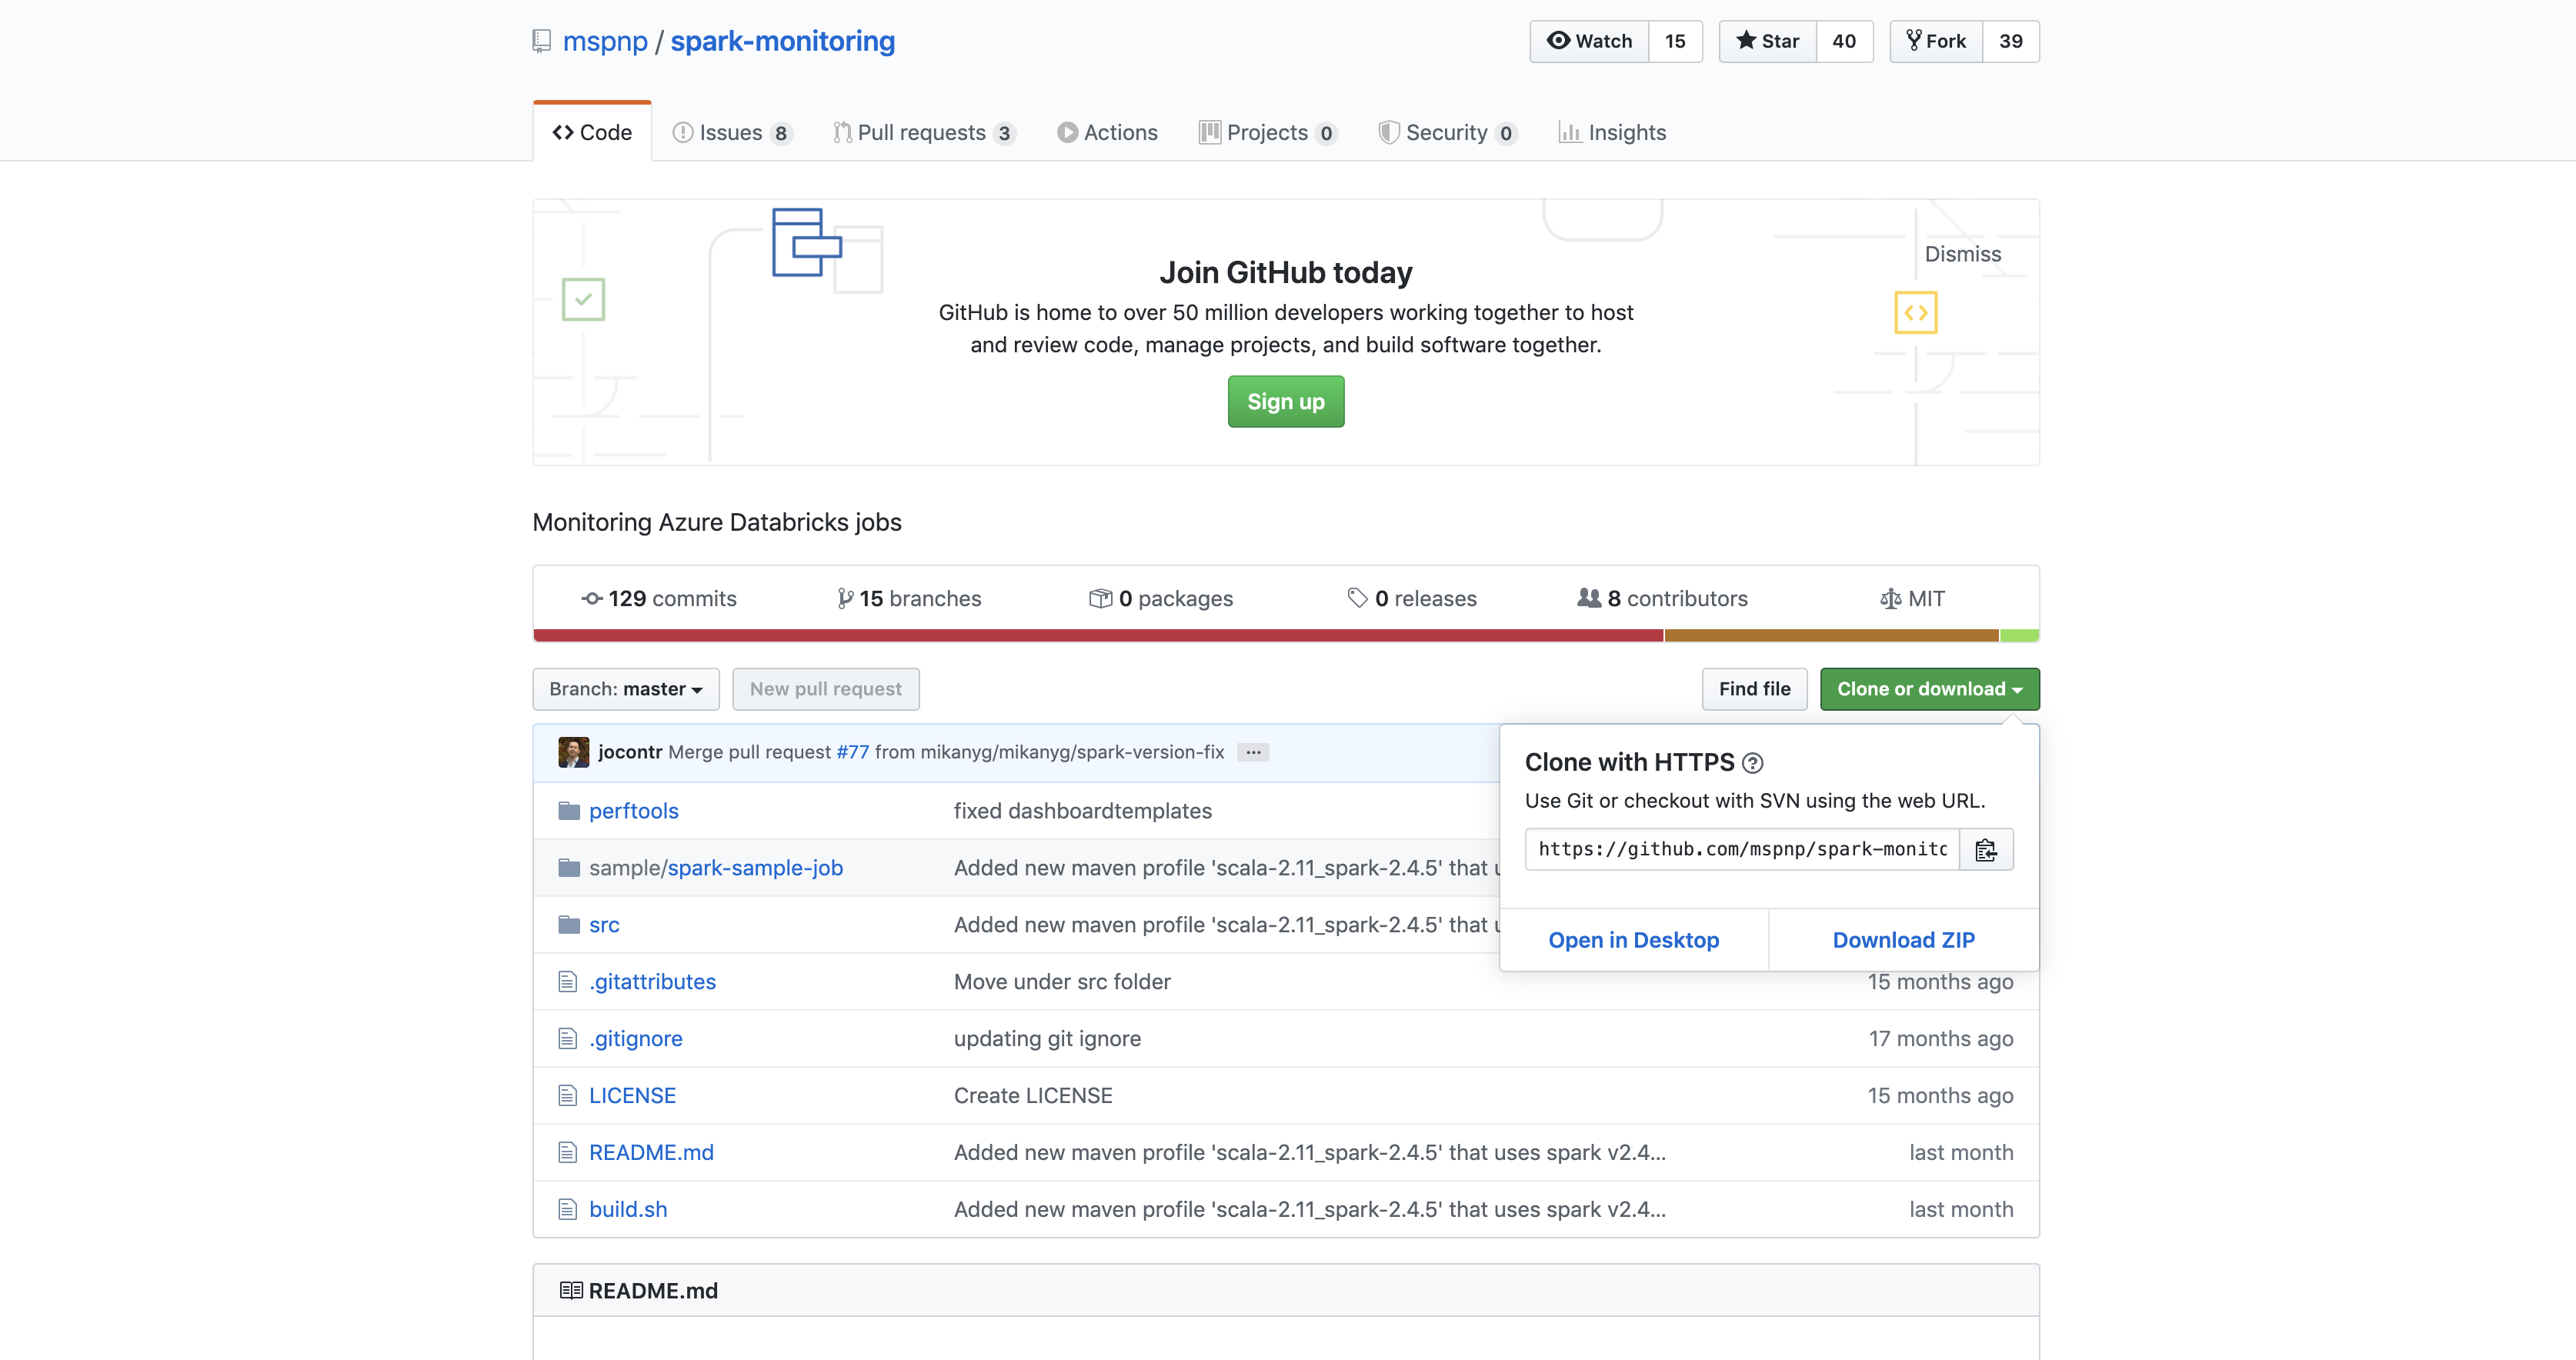 mspnp / spark-monitoring
Watch 15
Star 40
Fork 39
Code
Issues 8
Pull requests 3
Actions
Projects 0
Security 0
Insights
Dismiss
Join GitHub today
GitHub is home to over 50 million developers working together to host
and review code, manage projects, and build software together.
Sign up
Monitoring Azure Databricks jobs
129 commits
15 branches
0 packages
0 releases
8 contributors
MIT
Branch: master
New pull request
Find file
Clone or download
jocontr Merge pull request #77 from mikanyg/mikanyg/spark-version-fix ...
Clone with HTTPS
Use Git or checkout with SVN using the web URL.
https://github.com/mspnp/spark-monito
Open in Desktop
Download ZIP
perftools fixed dashboardtemplates
sample/spark-sample-job Added new maven profile 'scala-2.11_spark-2.4.5' that
src Added new maven profile 'scala-2.11_spark-2.4.5' that
.gitattributes Move under src folder 15 months ago
.gitignore updating git ignore 17 months ago
LICENSE Create LICENSE 15 months ago
README.md Added new maven profile 'scala-2.11_spark-2.4.5' that uses spark v2.4... last month
build.sh Added new maven profile 'scala-2.11_spark-2.4.5' that uses spark v2.4... last month
README.md